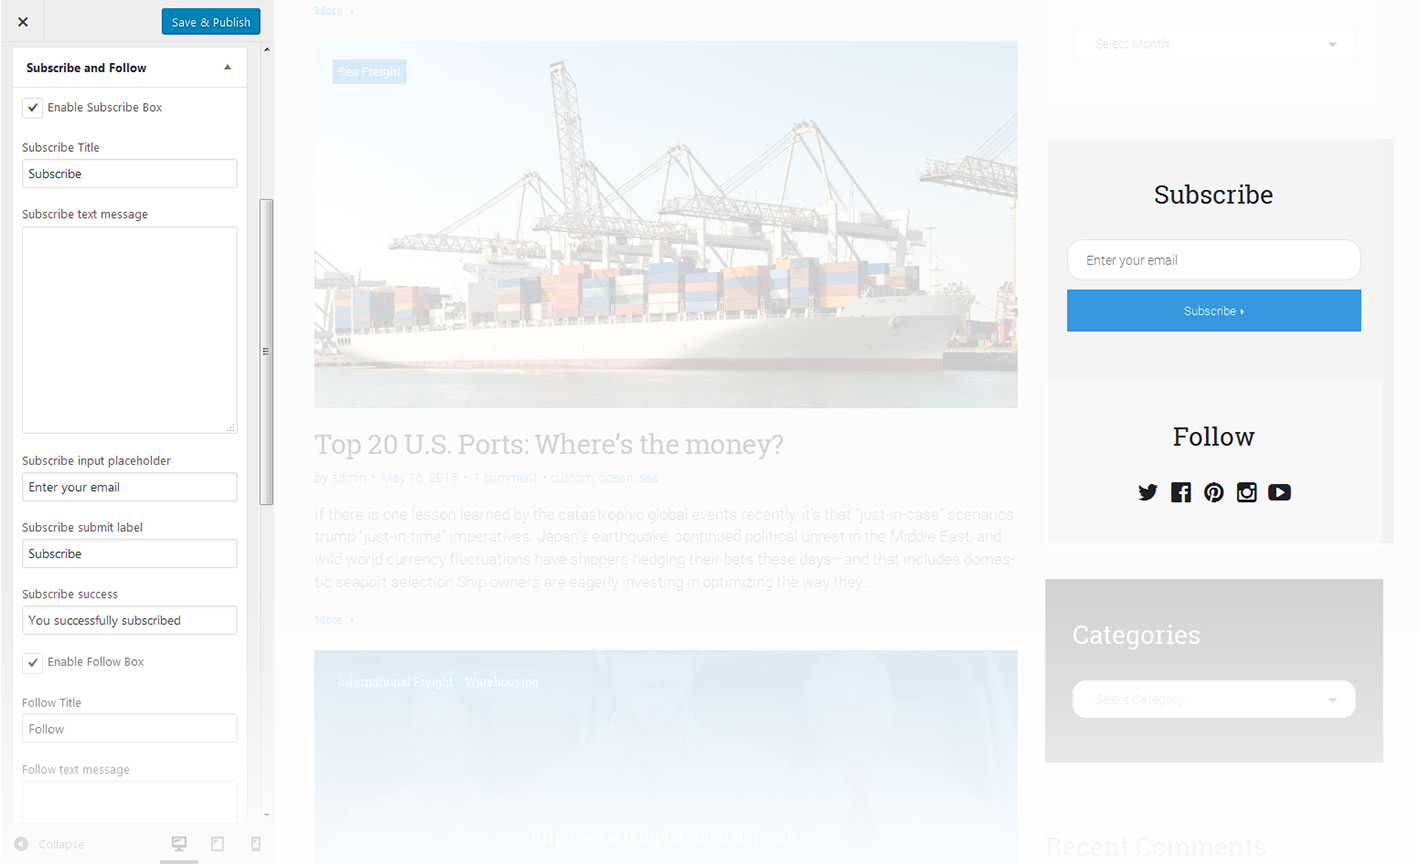 Save & Publish
Subscribe and Follow
Enable Subscribe Box
Subscribe Title
Subscribe
Subscribe text message
Subscribe input placeholder
Enter your email
Subscribe submit label
Subscribe
Subscribe success
You successfully subscribed
Enable Follow Box
Follow Title
Follow
Follow text message
Collapse
More
Sea Freight
Top 20 U.S. Ports: Where’s the money?
by admin • May 16, 2016 • 1 comment • custom, ocean, sea
If there is one lesson learned by the catastrophic global events recently, it’s that “just-in-case” scenarios
trump “just-in-time” imperatives. Japan’s earthquake, continued political unrest in the Middle East, and
wild world currency fluctuations have shippers hedging their bets these days—and that includes domes-
tic seaport selection Ship owners are eagerly investing in optimizing the way they...
More
International Freight Warehousing
http://www.templatemonster.com
Select Month
Subscribe
Enter your email
Subscribe
Follow
Categories
Select Category
Recent Comments